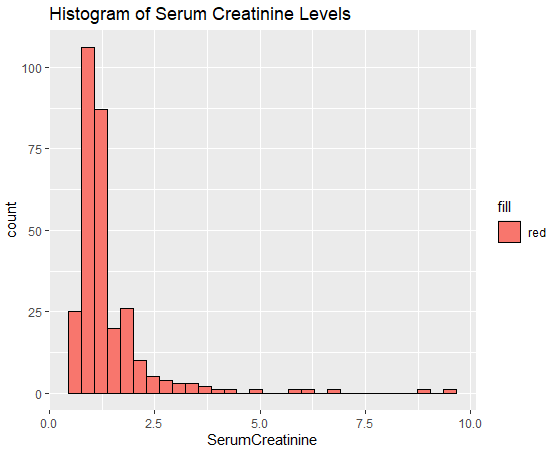 Histogram of Serum Creatinine Levels
100
75
50
25
0
count
0.0 2.5 5.0 7.5 10.0
SerumCreatinine
fill
red